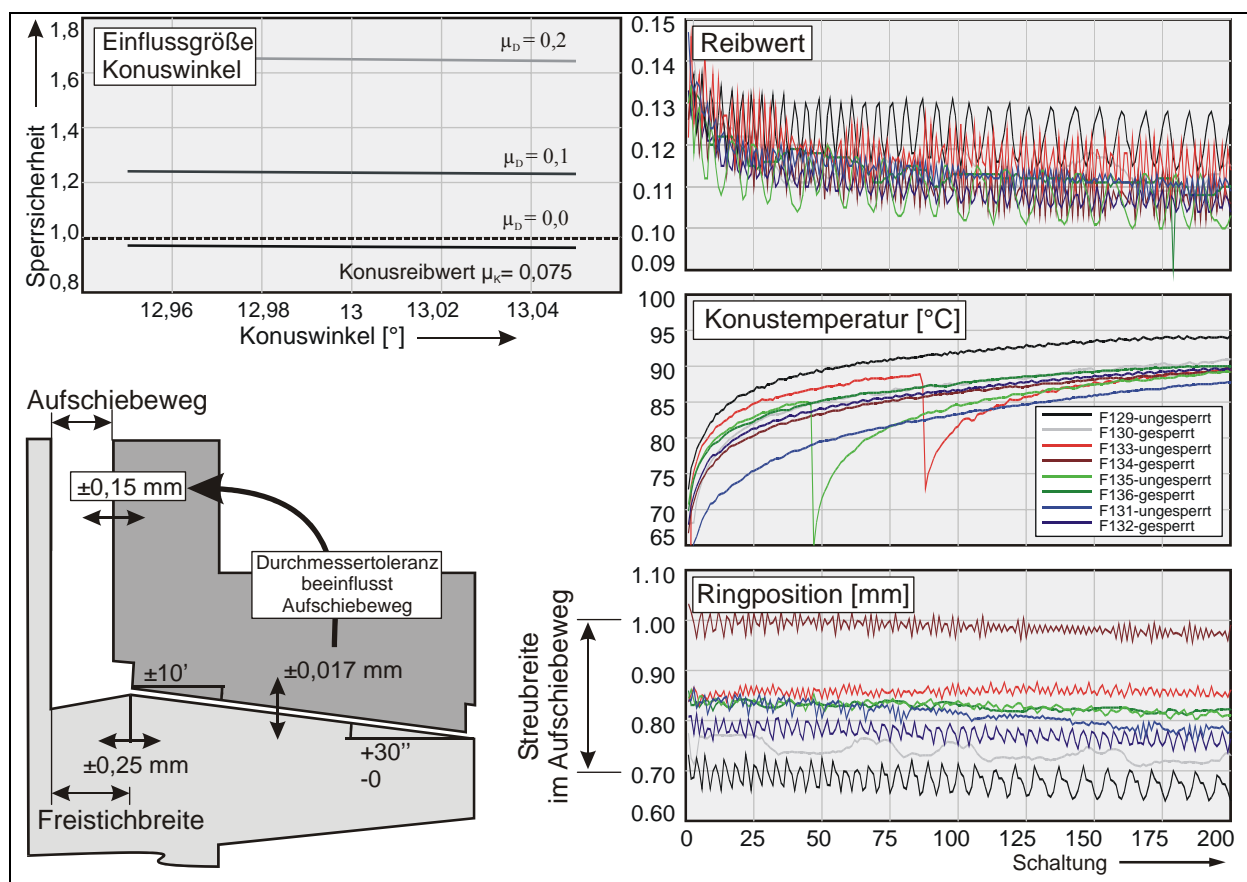 Einflussgröße
Konuswinkel
Sperrsicherheit
1,8
1,6
1,4
1,2
1,0
0,8
μD = 0,2
μD = 0,1
μD = 0,0
Konusreibwert μK= 0,075
12,96
12,98
13
13,02
13,04
Konuswinkel [°]
Aufschiebeweg
±0,15 mm
Durchmessertoleranz
beeinflusst
Aufschiebeweg
±10’
±0,017 mm
±0,25 mm
+30’’
-0
Freistichbreite
Reibwert
0.15
0.14
0.13
0.12
0.11
0.10
0.09
Konustemperatur [°C]
100
95
90
85
80
75
70
65
F129-ungesperrt
F130-gesperrt
F133-ungesperrt
F134-gesperrt
F135-ungesperrt
F136-gesperrt
F131-ungesperrt
F132-gesperrt
Ringposition [mm]
1.10
1.00
0.90
0.80
0.70
0.60
Streubreite
im Aufschiebeweg
0
25
50
75
100
125
150
175
200
Schaltung